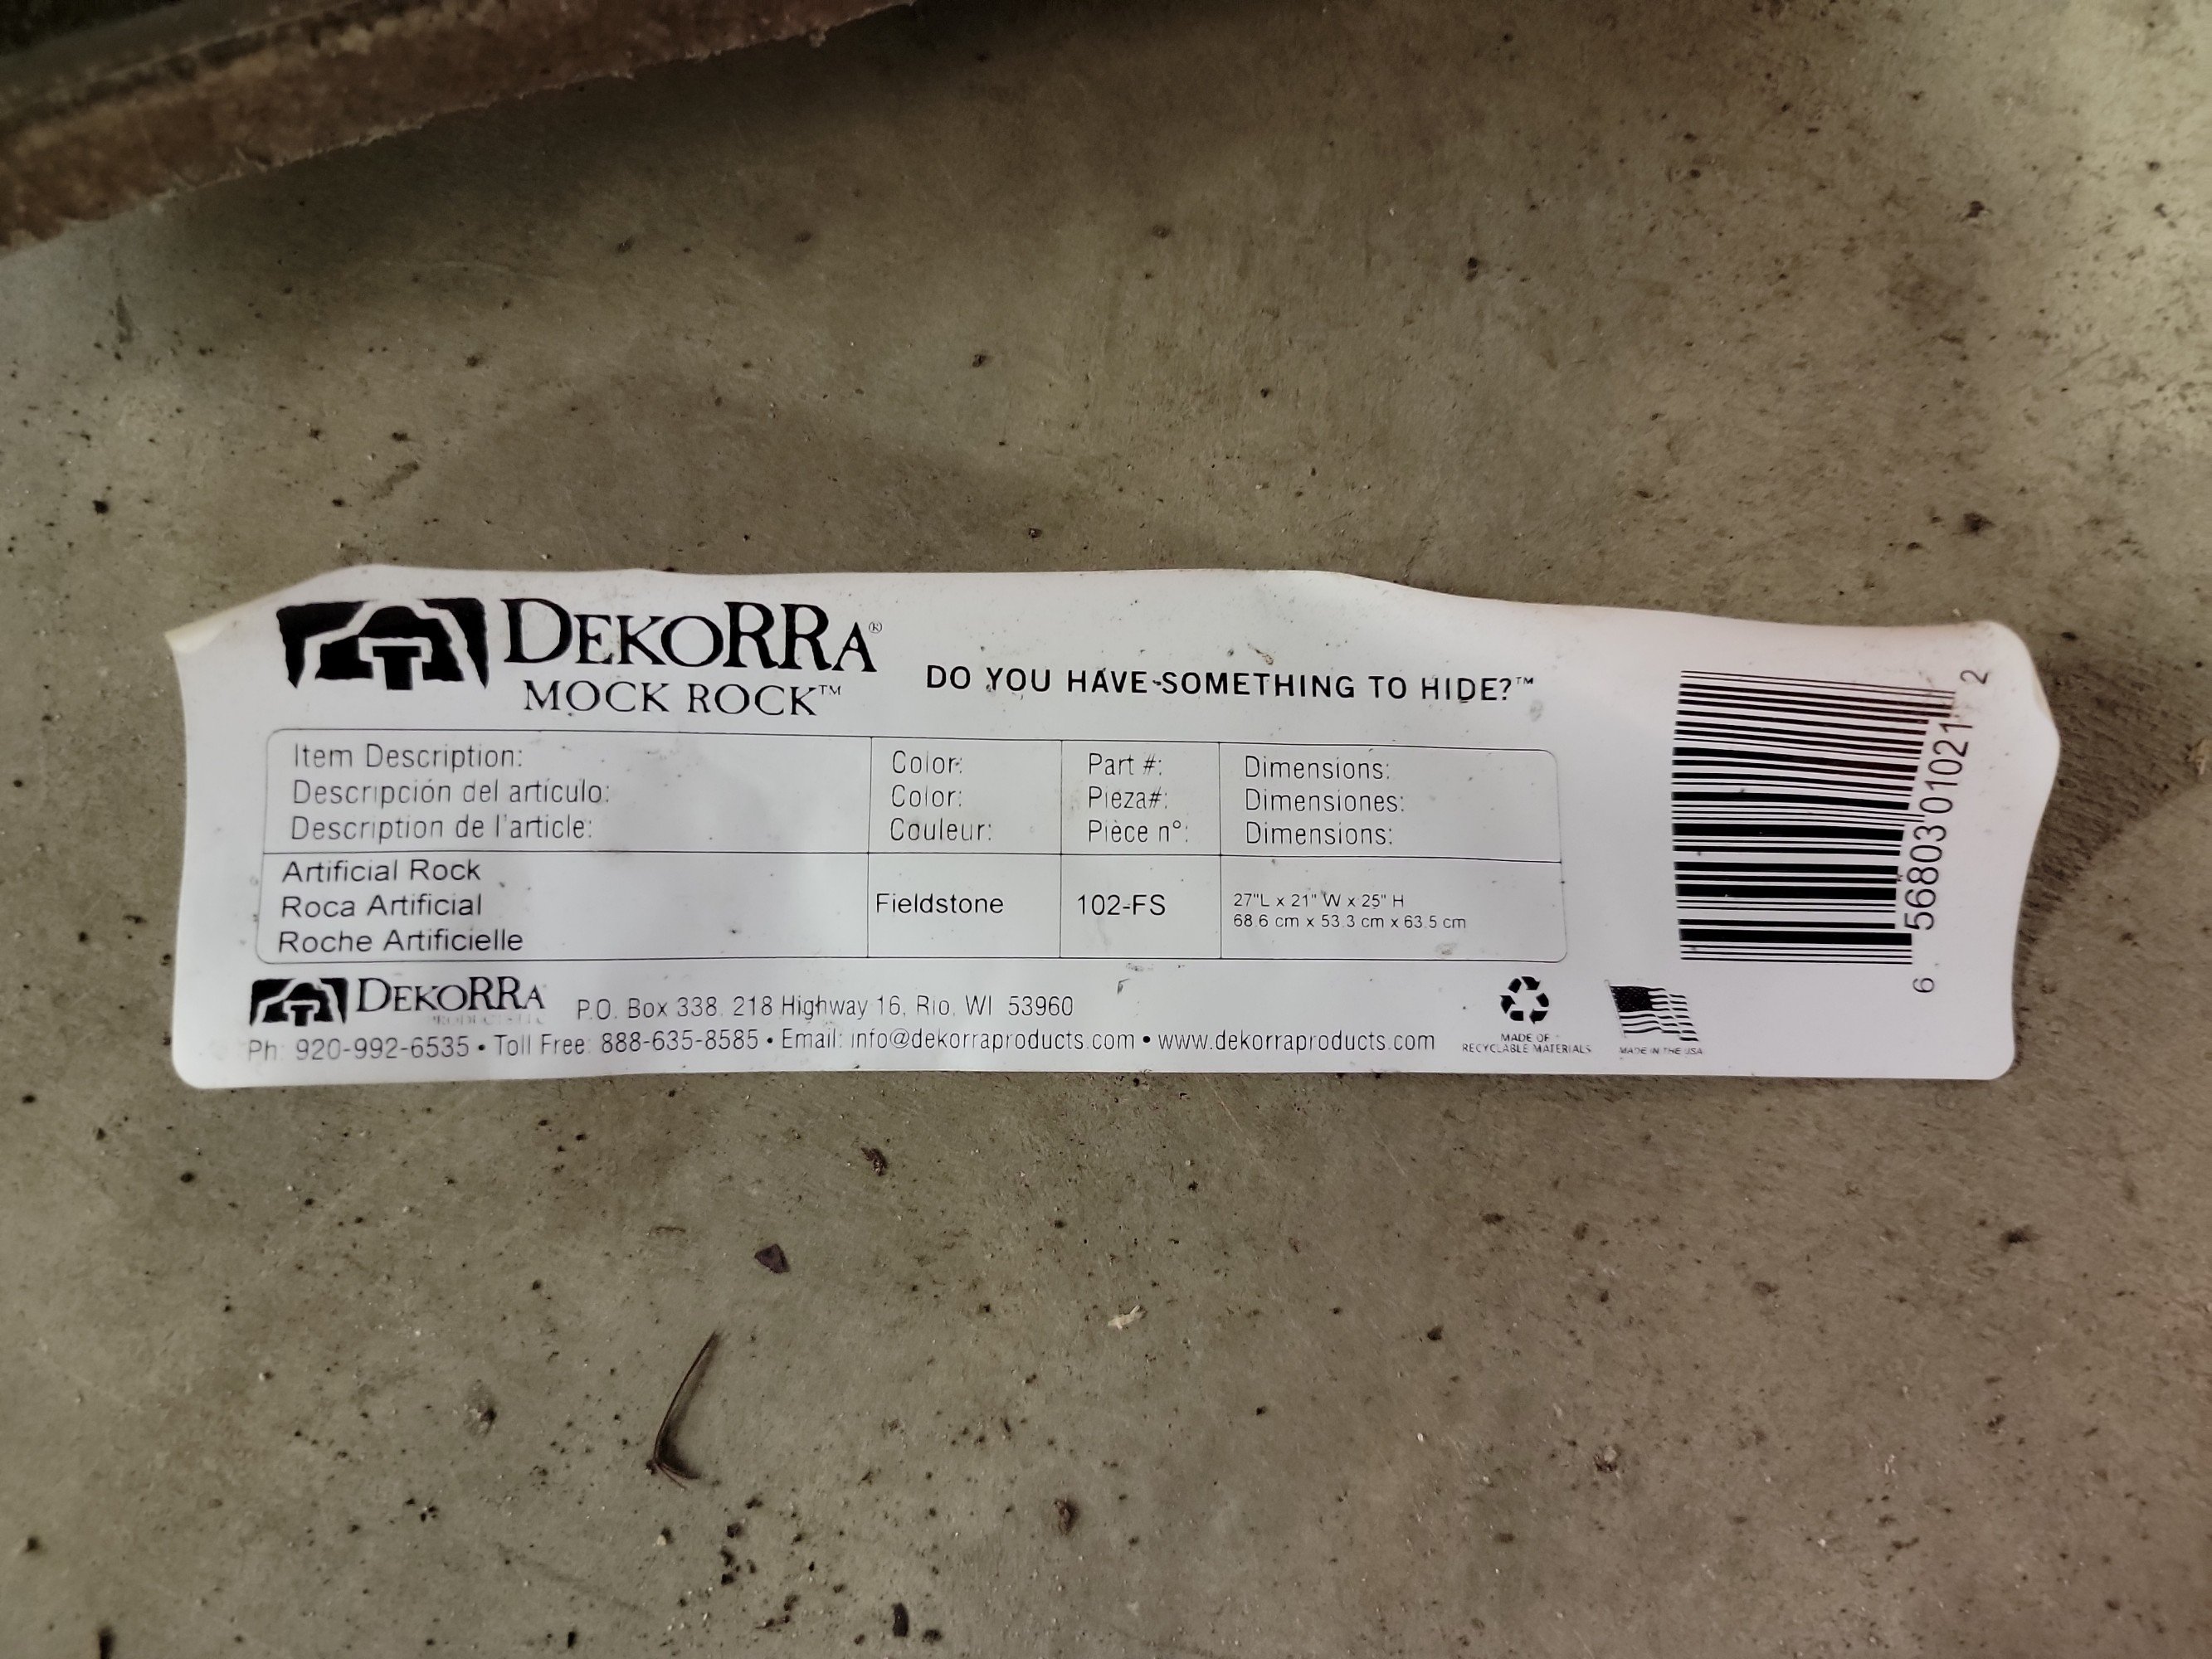 DEKORRA®
MOCK ROCK™
DO YOU HAVE SOMETHING TO HIDE?™
Item Description: Color: Part #: Dimensions:
Descripción del artículo: Color: Pieza#: Dimensiones:
Description de l'article: Couleur: Pièce n°: Dimensions:
Artificial Rock
Roca Artificial
Roche Artificielle
Fieldstone
102-FS
27"L x 21" W x 25" H
68.6 cm x 53.3 cm x 63.5 cm
DEKORRA
PRODUCTS LLC
P.O. Box 338, 218 Highway 16, Rio, WI 53960
Ph: 920-992-6535 • Toll Free: 888-635-8585 • Email: info@dekorraproducts.com • www.dekorraproducts.com
MADE OF
RECYCLABLE MATERIALS
MADE IN THE USA
6 56803 01021 2